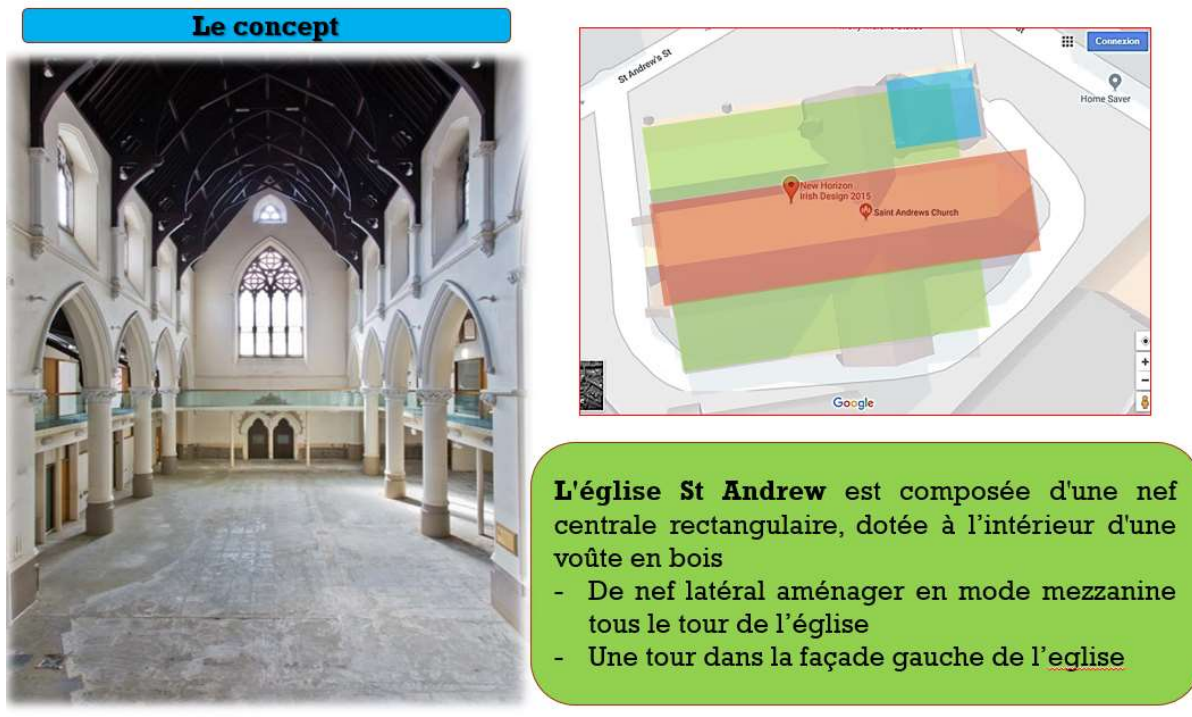 Le concept
St Andrew's St
Connexion
Home Saver
New Horizon
Irish Design 2015
Saint Andrews Church
Google
L'église St Andrew est composée d'une nef
centrale rectangulaire, dotée à l’intérieur d'une
voûte en bois
- De nef latéral aménager en mode mezzanine
tous le tour de l’église
- Une tour dans la façade gauche de l’eglise